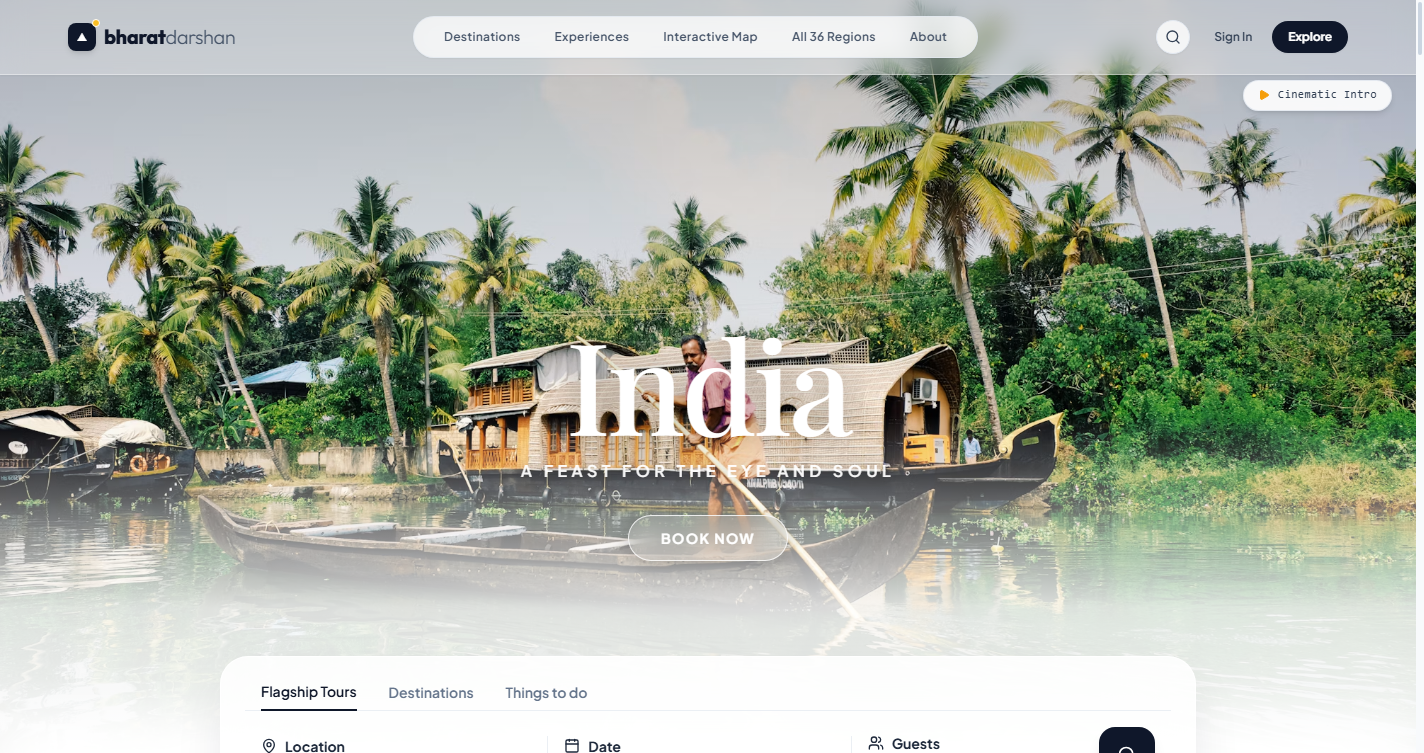 bharatdarshan
Destinations
Experiences
Interactive Map
All 36 Regions
About
Sign In
Explore
Cinematic Intro
India
A FEAST FOR THE EYE AND SOUL
BOOK NOW
Flagship Tours
Destinations
Things to do
Location
Date
Guests